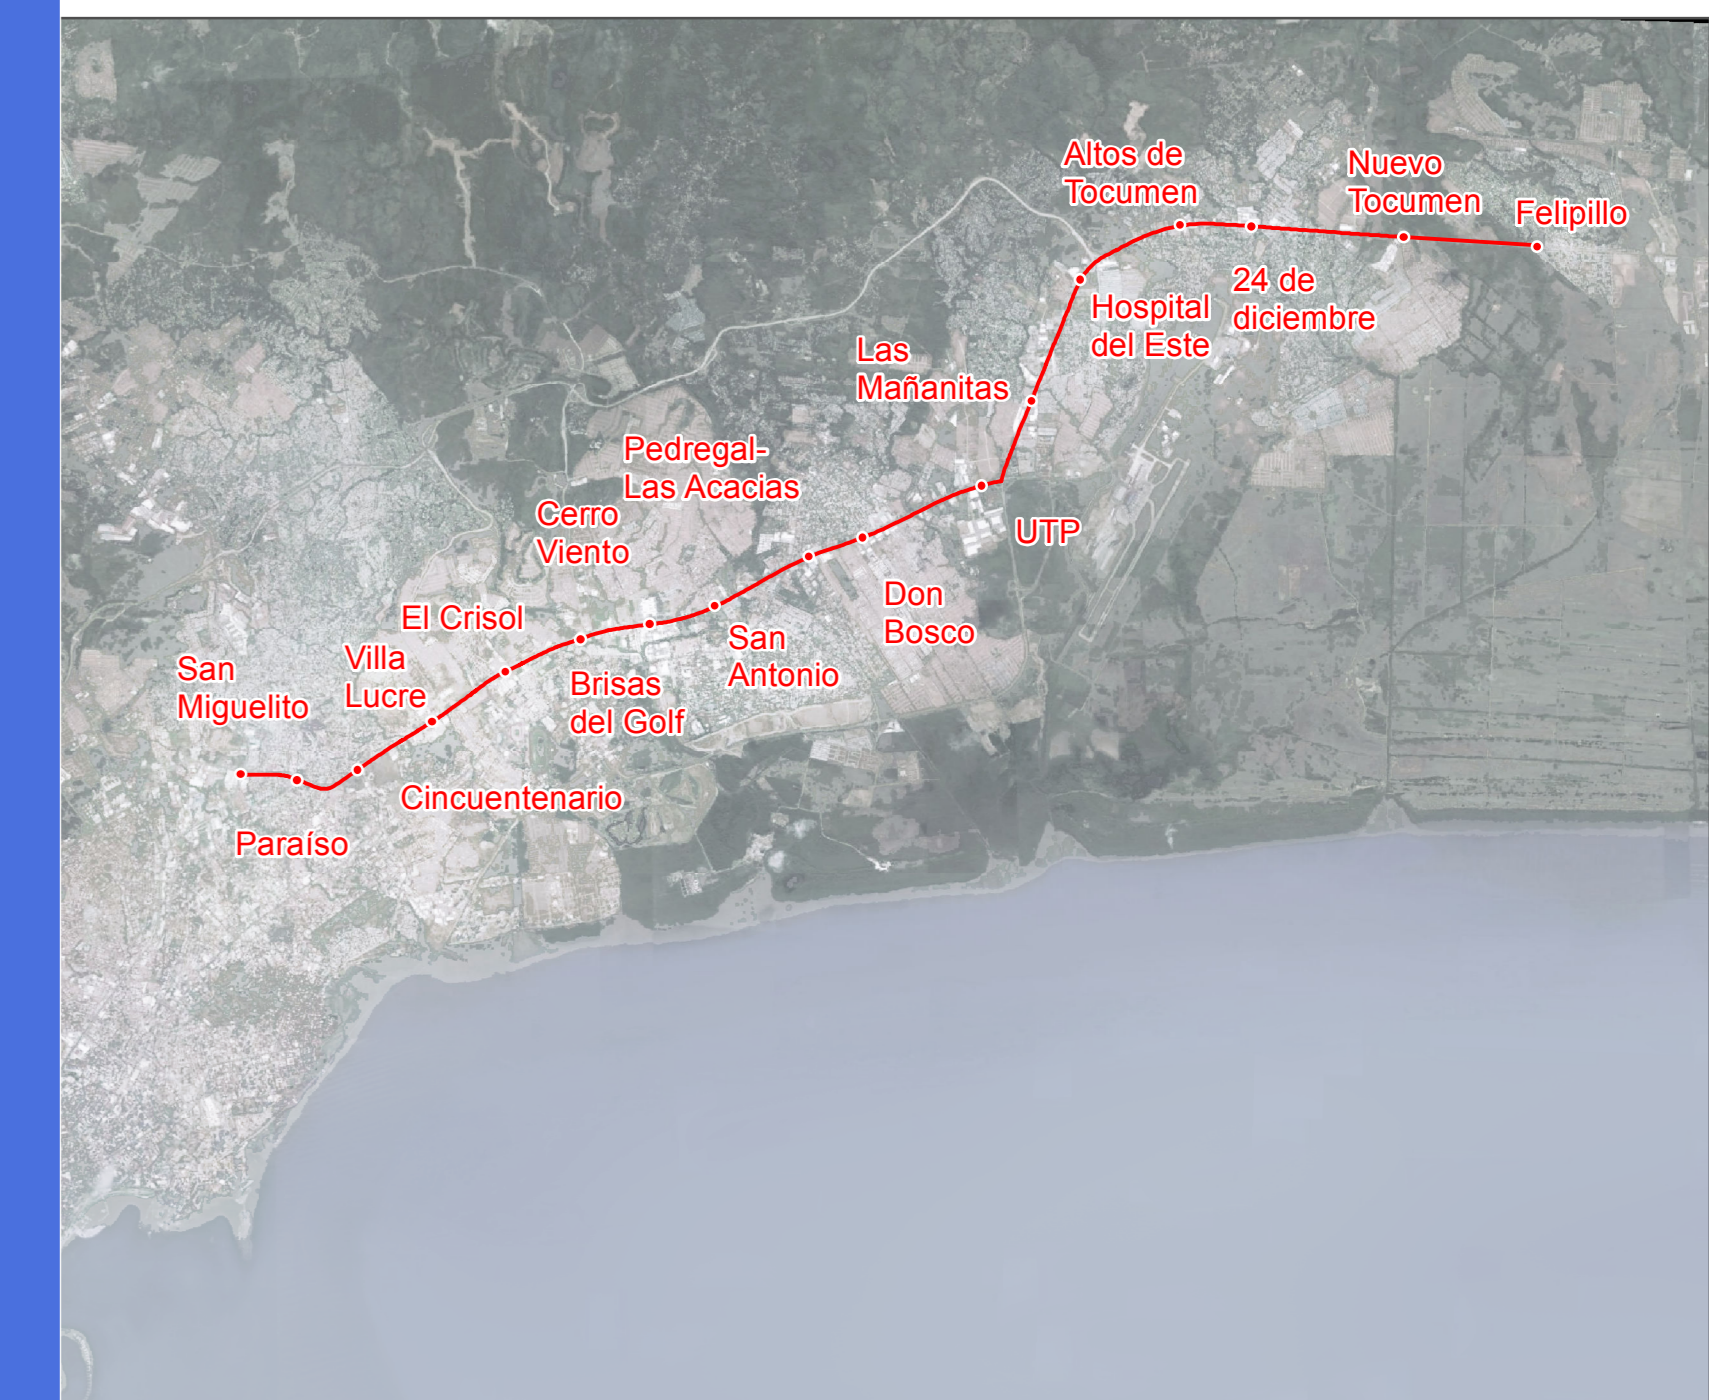 Altos de
Tocumen
Nuevo
Tocumen
Felipillo
24 de
diciembre
Hospital
del Este
Las
Mañanitas
Pedregal-
Las Acacias
Cerro
Viento
UTP
Don
Bosco
El Crisol
San
Antonio
Villa
Lucre
San
Miguelito
Brisas
del Golf
Cincuentenario
Paraíso